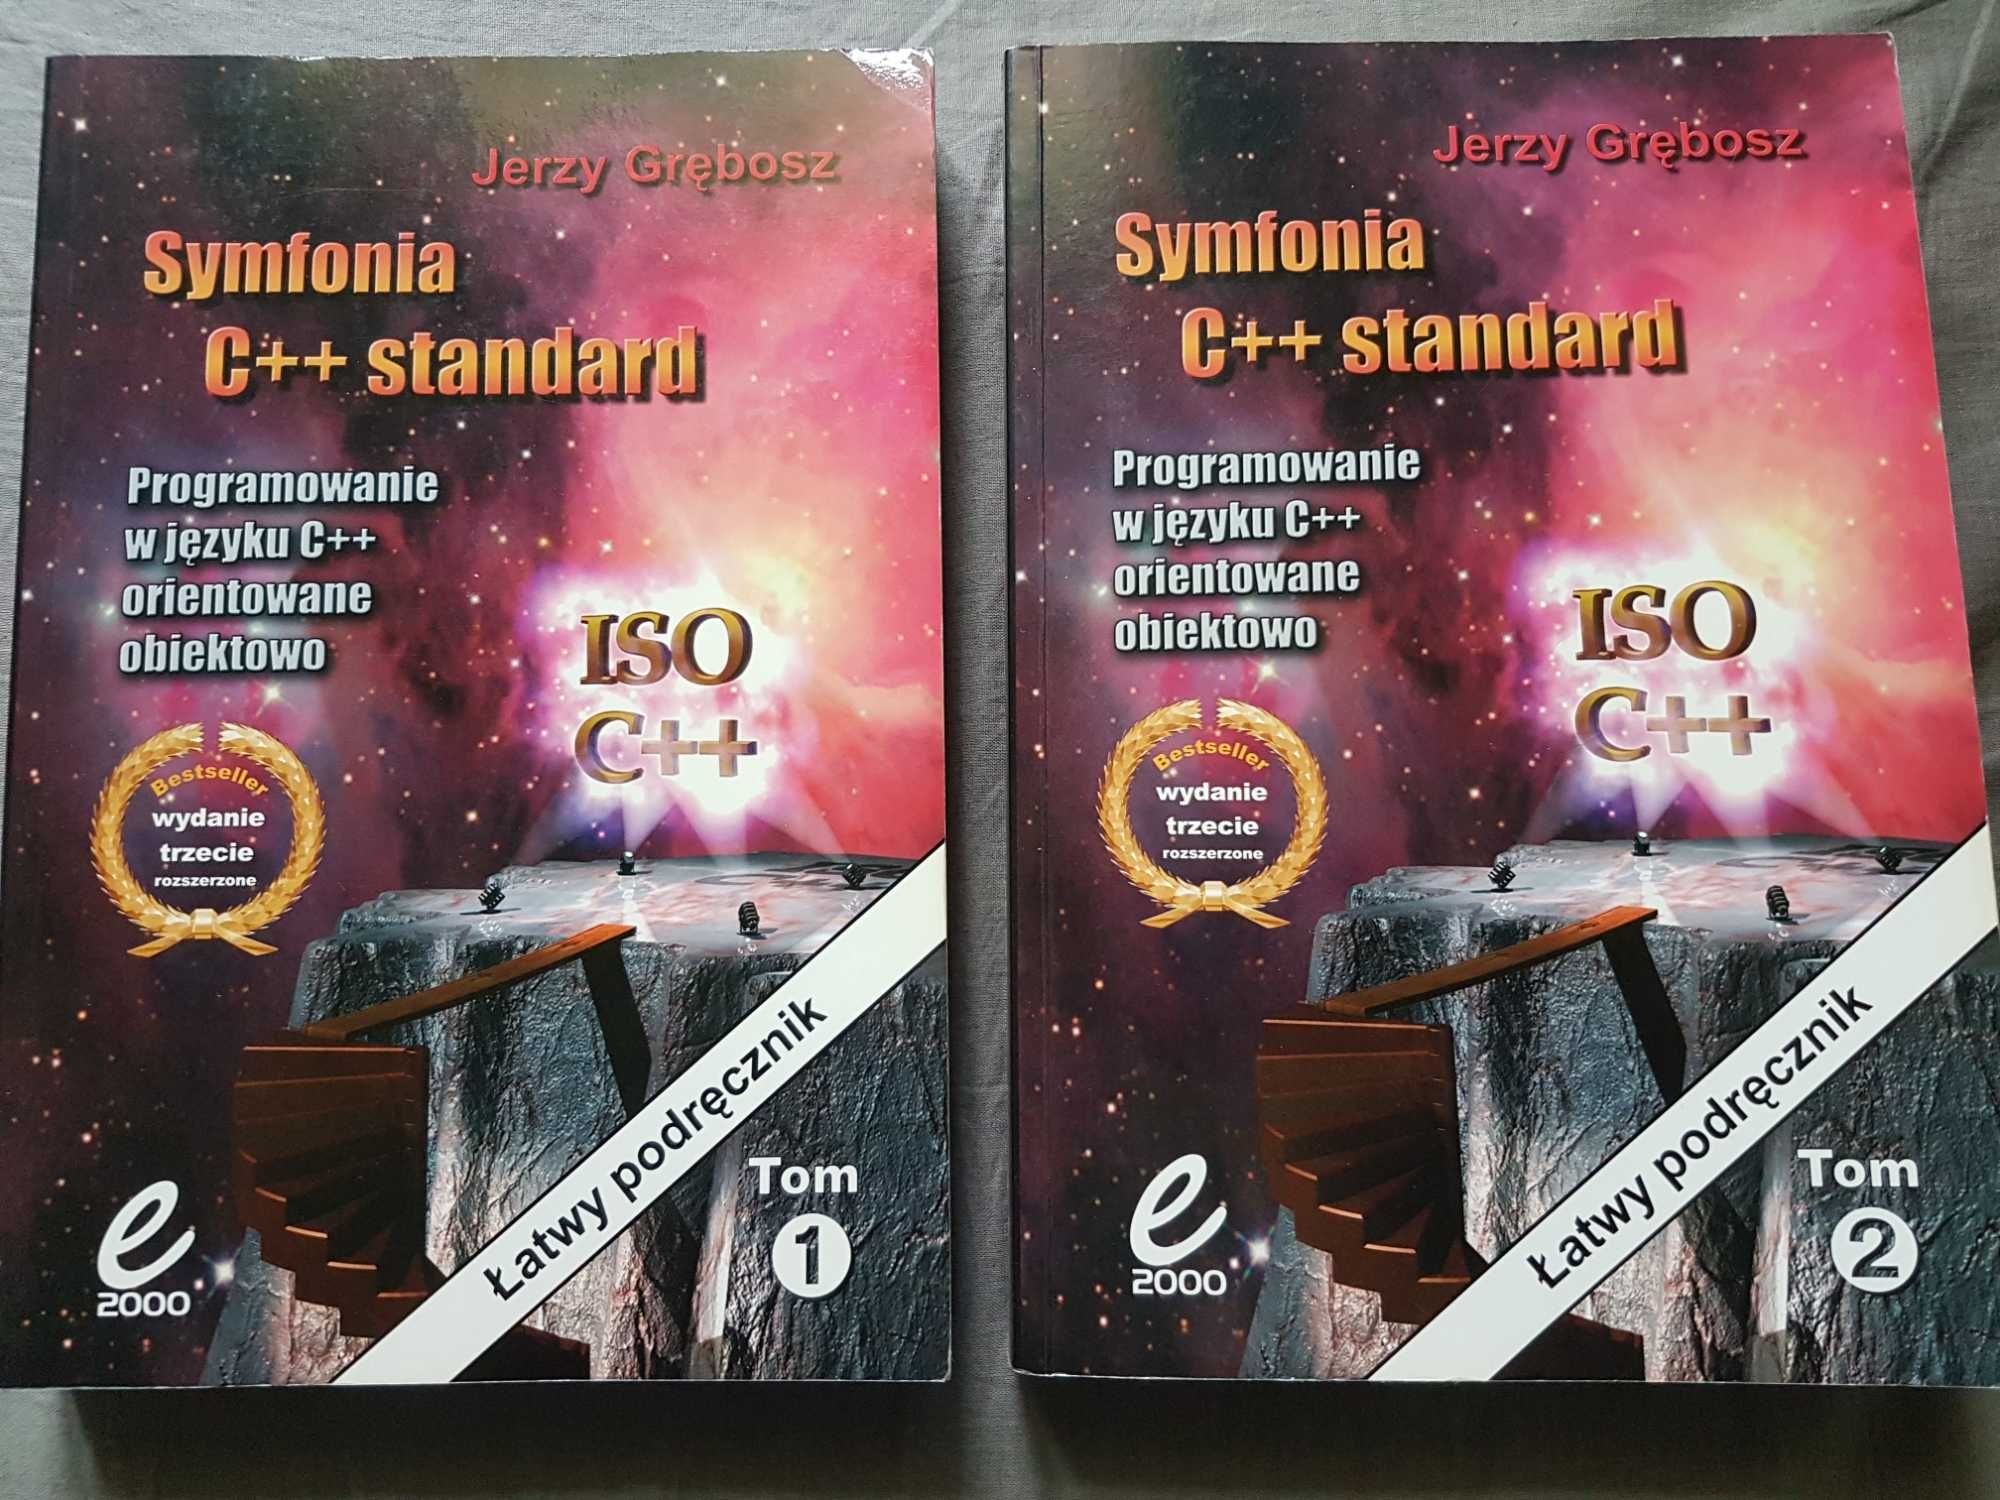 Jerzy Grębosz
Symfonia
C++ standard
Programowanie
w języku C++
orientowane
obiektowo
ISO
C++
Bestseller
wydanie
trzecie
rozszerzone
Łatwy podręcznik
Tom
1
e
2000
Jerzy Grębosz
Symfonia
C++ standard
Programowanie
w języku C++
orientowane
obiektowo
ISO
C++
Bestseller
wydanie
trzecie
rozszerzone
Łatwy podręcznik
Tom
2
e
2000